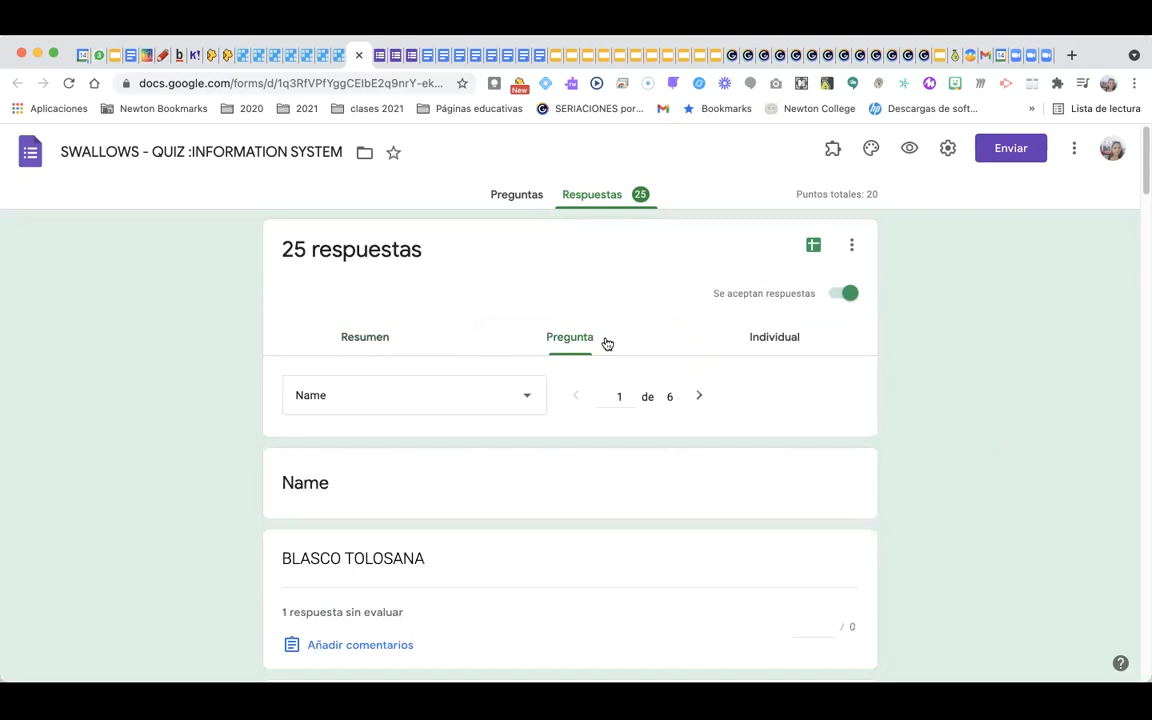 docs.google.com/forms/d/1q3RfVPfYggCEIbE2q9nrY-ek...
New
Aplicaciones
Newton Bookmarks
2020
2021
clases 2021
Páginas educativas
SERIACIONES por...
Bookmarks
Newton College
Descargas de soft...
»
Lista de lectura
SWALLOWS - QUIZ :INFORMATION SYSTEM
Enviar
Preguntas
Respuestas 25
Puntos totales: 20
25 respuestas
Se aceptan respuestas
Resumen
Pregunta
Individual
Name
1 de 6
Name
BLASCO TOLOSANA
1 respuesta sin evaluar
/ 0
Añadir comentarios